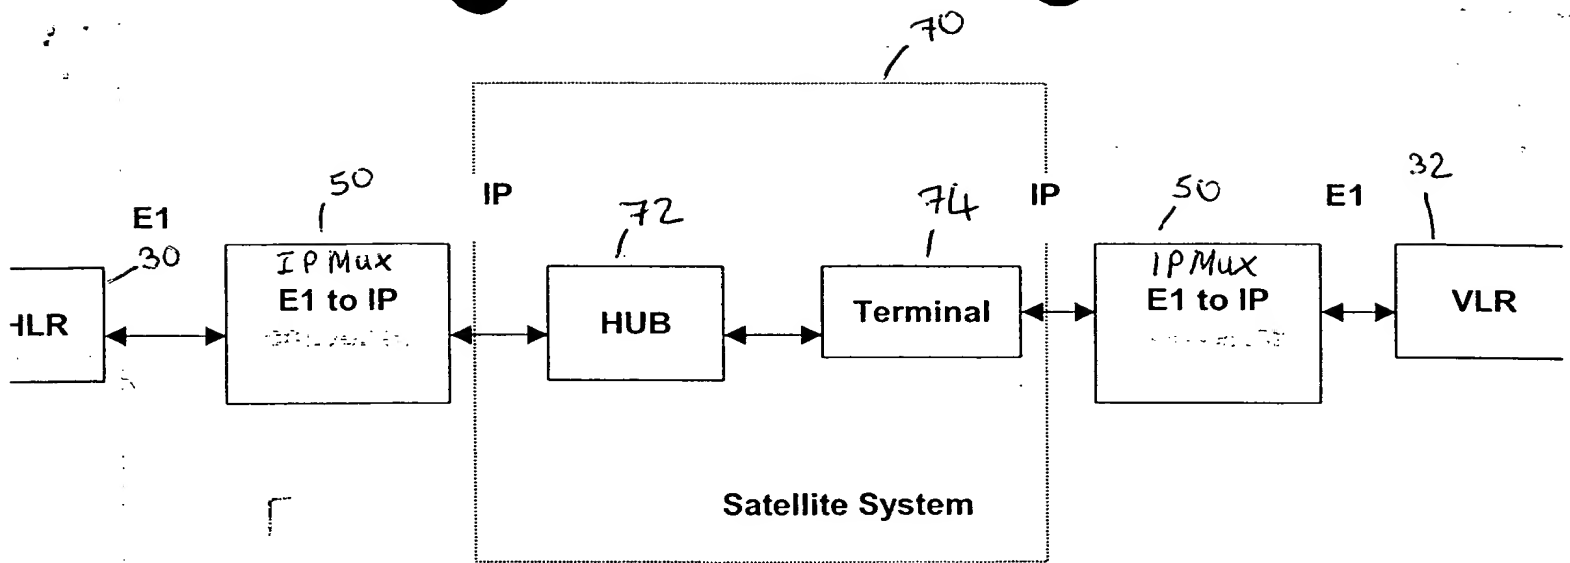 70
50
IP
72
74
IP
50
E1
32
E1
30
IP Mux
E1 to IP
HLR
HUB
Terminal
IP Mux
E1 to IP
VLR
Satellite System